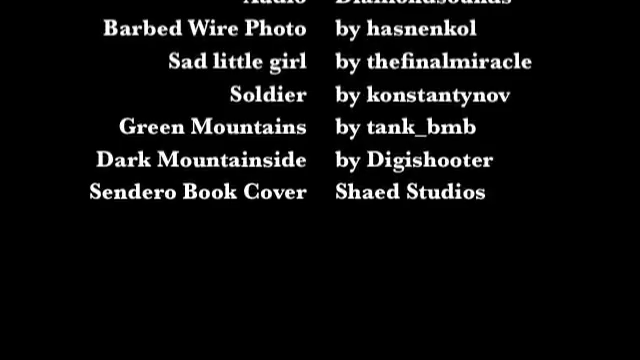 Audio Diamondsounds
Barbed Wire Photo by hasnenkol
Sad little girl by thefinalmiracle
Soldier by konstantynov
Green Mountains by tank_bmb
Dark Mountainside by Digishooter
Sendero Book Cover Shaed Studios